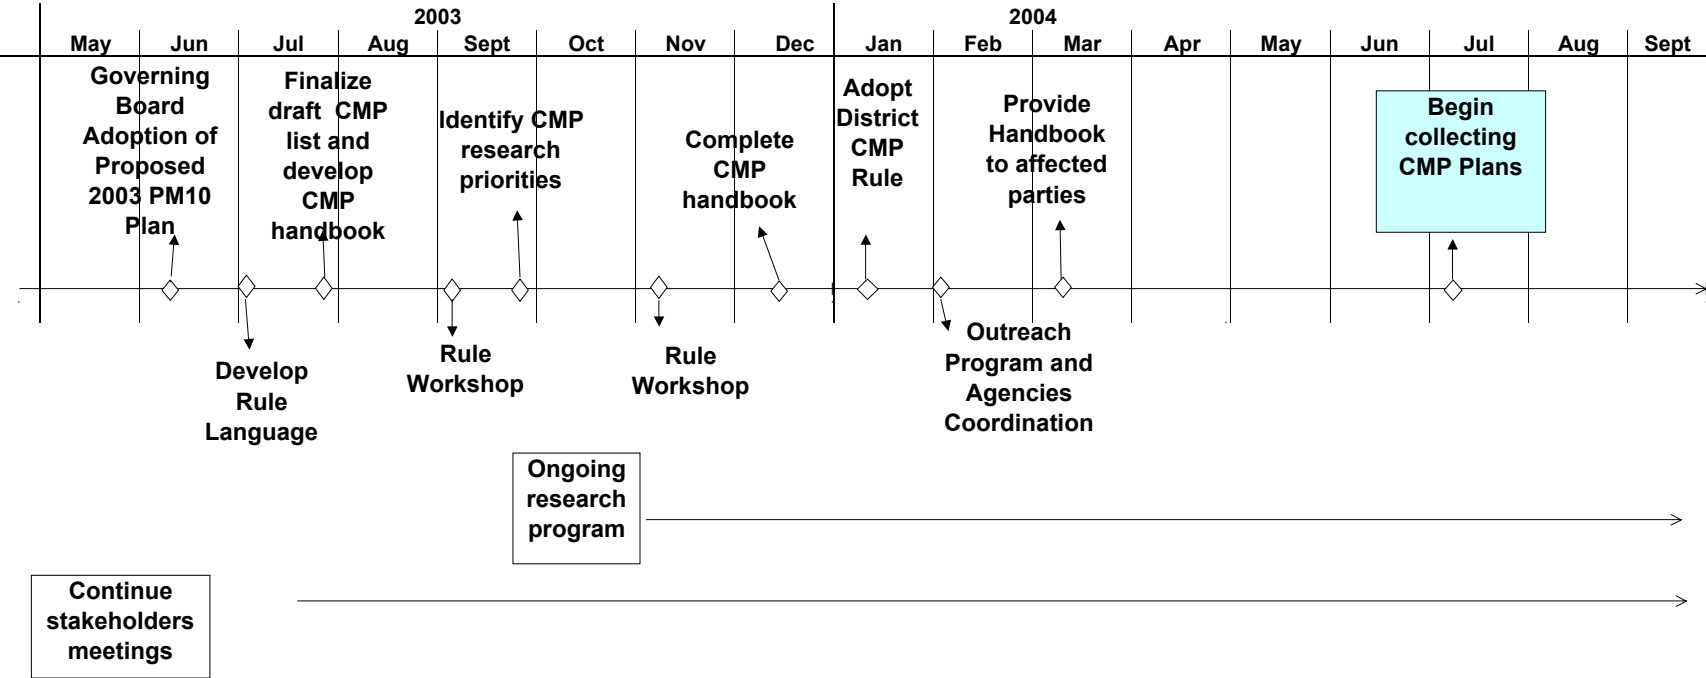 2003
2004
May
Jun
Jul
Aug
Sept
Oct
Nov
Dec
Jan
Feb
Mar
Apr
May
Jun
Jul
Aug
Sept
Governing
Board
Adoption of
Proposed
2003 PM10
Plan
Finalize
draft CMP
list and
develop
CMP
handbook
Identify CMP
research
priorities
Complete
CMP
handbook
Adopt
District
CMP
Rule
Provide
Handbook
to affected
parties
Begin
collecting
CMP Plans
Develop
Rule
Language
Rule
Workshop
Rule
Workshop
Outreach
Program and
Agencies
Coordination
Ongoing
research
program
Continue
stakeholders
meetings